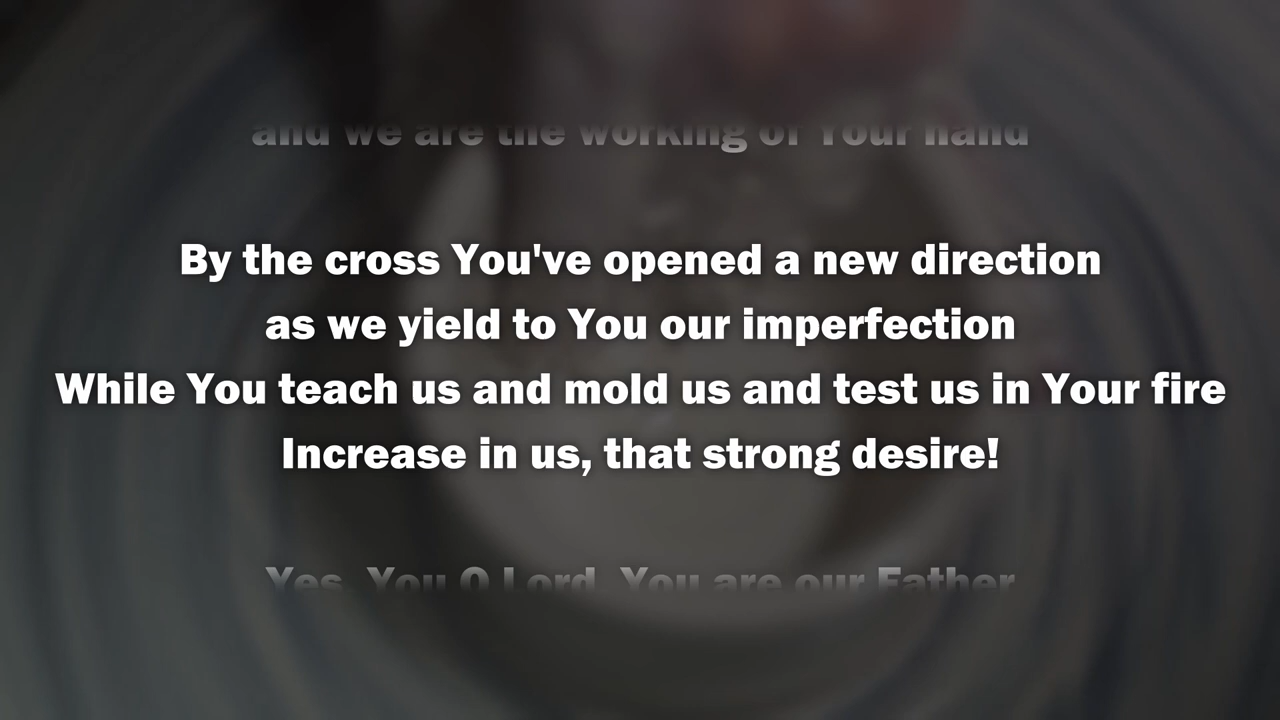 and we are the working of Your hand
By the cross You've opened a new direction
as we yield to You our imperfection
While You teach us and mold us and test us in Your fire
Increase in us, that strong desire!
Yes, You O Lord, You are our Father